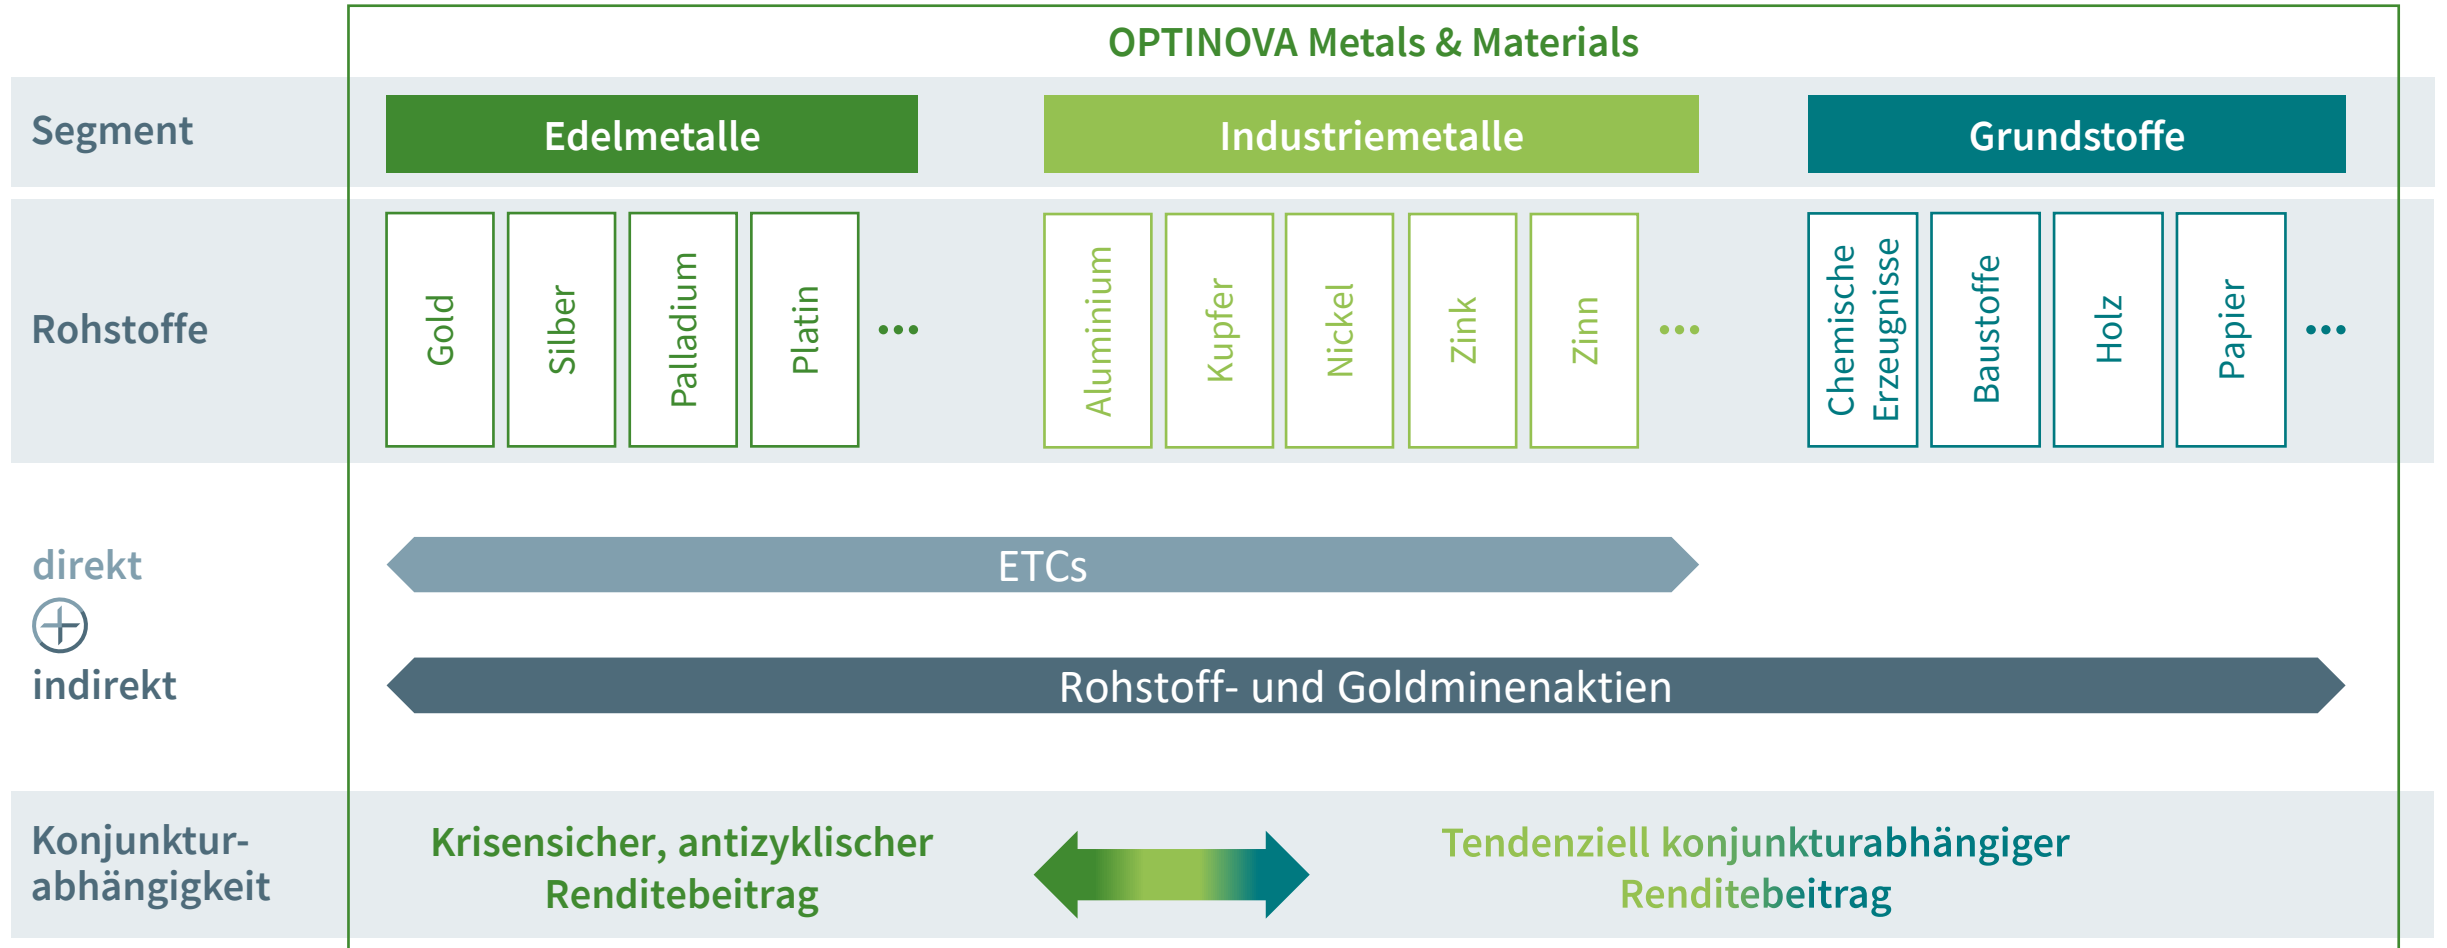 OPTINOVA Metals & Materials
Segment
Edelmetalle
Industriemetalle
Grundstoffe
Rohstoffe
Gold
Silber
Palladium
Platin
...
Aluminium
Kupfer
Nickel
Zink
Zinn
...
Chemische
Erzeugnisse
Baustoffe
Holz
Papier
...
direkt
ETCs
indirekt
Rohstoff- und Goldminenaktien
Konjunktur-
abhängigkeit
Krisensicher, antizyklischer
Renditebeitrag
Tendenziell konjunkturabhängiger
Renditebeitrag